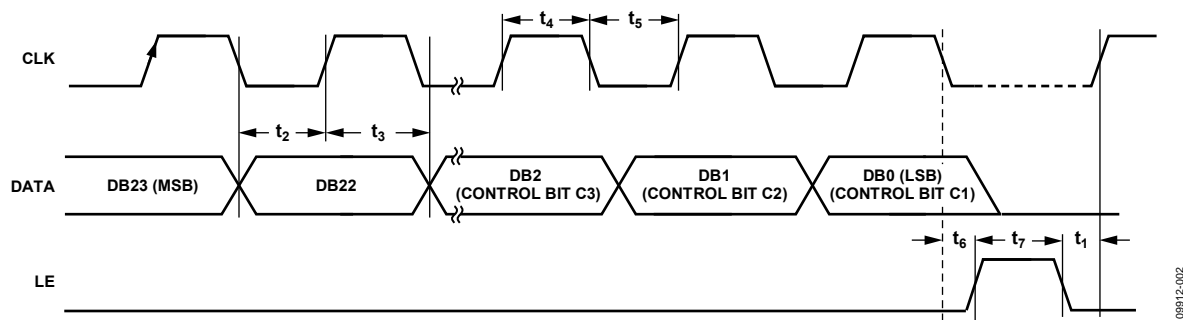 t₄
t₅
CLK
t₂
t₃
DATA
DB23 (MSB)
DB22
DB2
(CONTROL BIT C3)
DB1
(CONTROL BIT C2)
DB0 (LSB)
(CONTROL BIT C1)
t₆
t₇
t₁
LE
09912-002